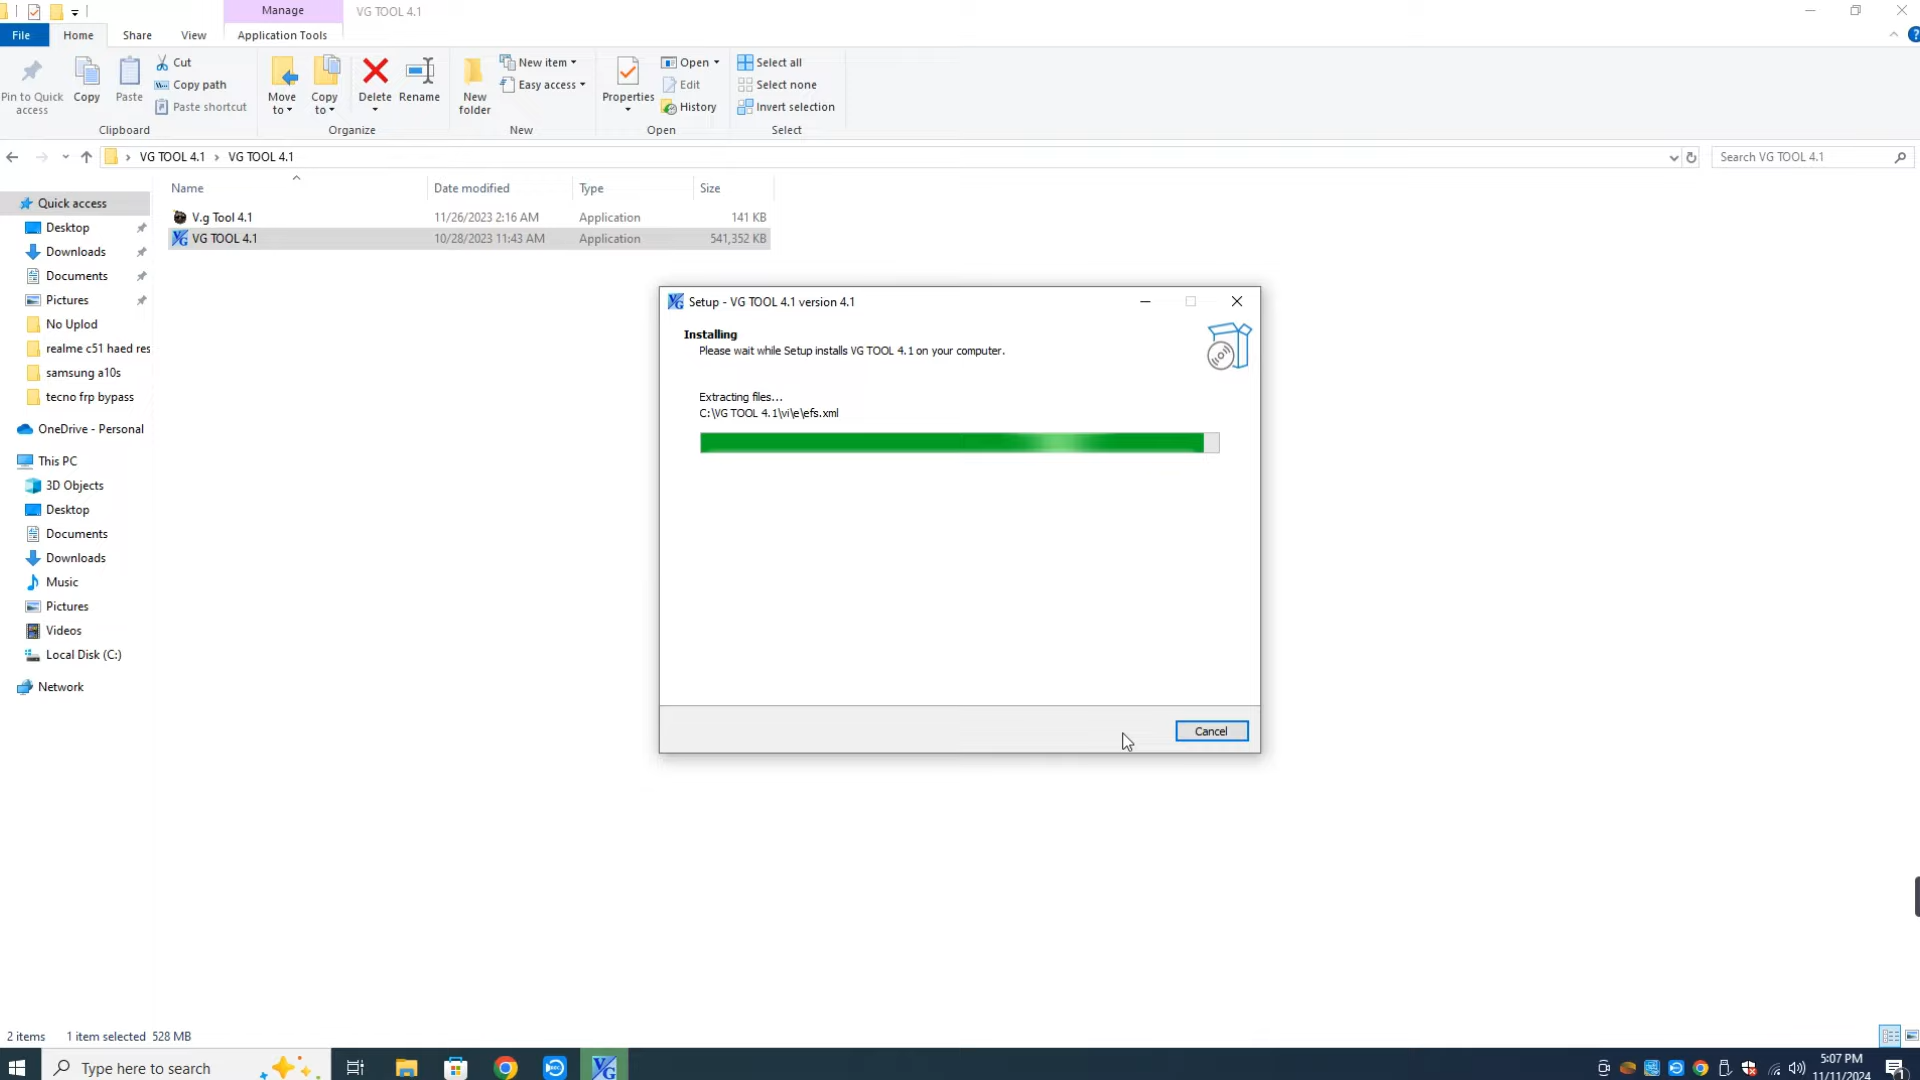 Manage
VG TOOL 4.1
File
Home
Share
View
Application Tools
Pin to Quick
access
Copy
Paste
Cut
Copy path
Paste shortcut
Clipboard
Move
to
Copy
to
Delete
Rename
Organize
New
folder
New item
Easy access
New
Properties
Open
Edit
History
Open
Select all
Select none
Invert selection
Select
VG TOOL 4.1 › VG TOOL 4.1
Search VG TOOL 4.1
Name
Date modified
Type
Size
V.g Tool 4.1
11/26/2023 2:16 AM
Application
141 KB
VG TOOL 4.1
10/28/2023 11:43 AM
Application
541,352 KB
Quick access
Desktop
Downloads
Documents
Pictures
No Uplod
realme c51 haed res
samsung a10s
tecno frp bypass
OneDrive - Personal
This PC
3D Objects
Desktop
Documents
Downloads
Music
Pictures
Videos
Local Disk (C:)
Network
Setup - VG TOOL 4.1 version 4.1
Installing
Please wait while Setup installs VG TOOL 4.1 on your computer.
Extracting files...
C:\VG TOOL 4.1\vi\e\efs.xml
Cancel
2 items
1 item selected 528 MB
Type here to search
5:07 PM
11/11/2024